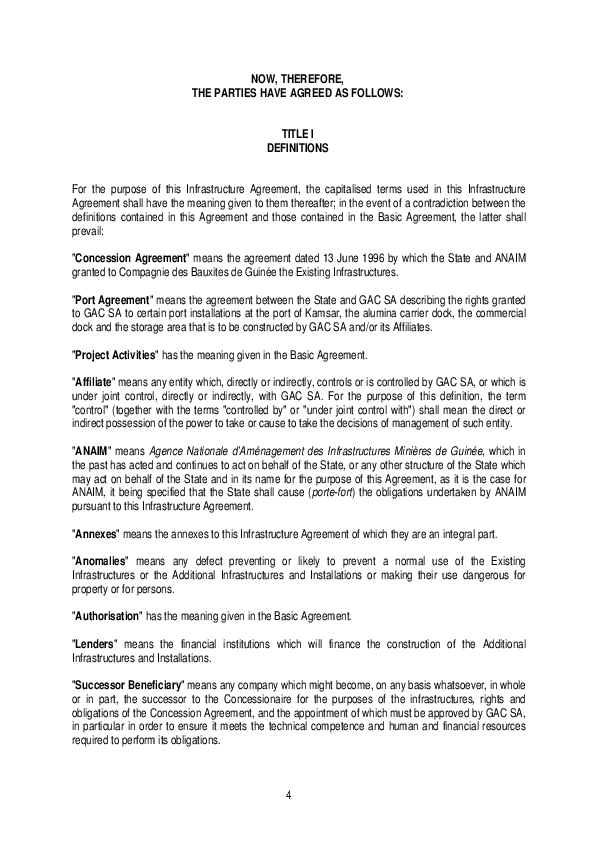 NOW, THEREFORE,
THE PARTIES HAVE AGREED AS FOLLOWS:
TITLE I
DEFINITIONS
For the purpose of this Infrastructure Agreement, the capitalised terms used in this Infrastructure
Agreement shall have the meaning given to them thereafter; in the event of a contradiction between the
definitions contained in this Agreement and those contained in the Basic Agreement, the latter shall
prevail:
"Concession Agreement" means the agreement dated 13 June 1996 by which the State and ANAIM
granted to Compagnie des Bauxites de Guinée the Existing Infrastructures.
"Port Agreement" means the agreement between the State and GAC SA describing the rights granted
to GAC SA to certain port installations at the port of Kamsar, the alumina carrier dock, the commercial
dock and the storage area that is to be constructed by GAC SA and/or its Affiliates.
"Project Activities" has the meaning given in the Basic Agreement.
"Affiliate" means any entity which, directly or indirectly, controls or is controlled by GAC SA, or which is
under joint control, directly or indirectly, with GAC SA. For the purpose of this definition, the term
"control" (together with the terms "controlled by" or "under joint control with") shall mean the direct or
indirect possession of the power to take or cause to take the decisions of management of such entity.
"ANAIM" means Agence Nationale d'Aménagement des Infrastructures Minières de Guinée, which in
the past has acted and continues to act on behalf of the State, or any other structure of the State which
may act on behalf of the State and in its name for the purpose of this Agreement, as it is the case for
ANAIM, it being specified that the State shall cause (porte-fort) the obligations undertaken by ANAIM
pursuant to this Infrastructure Agreement.
"Annexes" means the annexes to this Infrastructure Agreement of which they are an integral part.
"Anomalies" means any defect preventing or likely to prevent a normal use of the Existing
Infrastructures or the Additional Infrastructures and Installations or making their use dangerous for
property or for persons.
"Authorisation" has the meaning given in the Basic Agreement.
"Lenders" means the financial institutions which will finance the construction of the Additional
Infrastructures and Installations.
"Successor Beneficiary" means any company which might become, on any basis whatsoever, in whole
or in part, the successor to the Concessionaire for the purposes of the infrastructures, rights and
obligations of the Concession Agreement, and the appointment of which must be approved by GAC SA,
in particular in order to ensure it meets the technical competence and human and financial resources
required to perform its obligations.
4